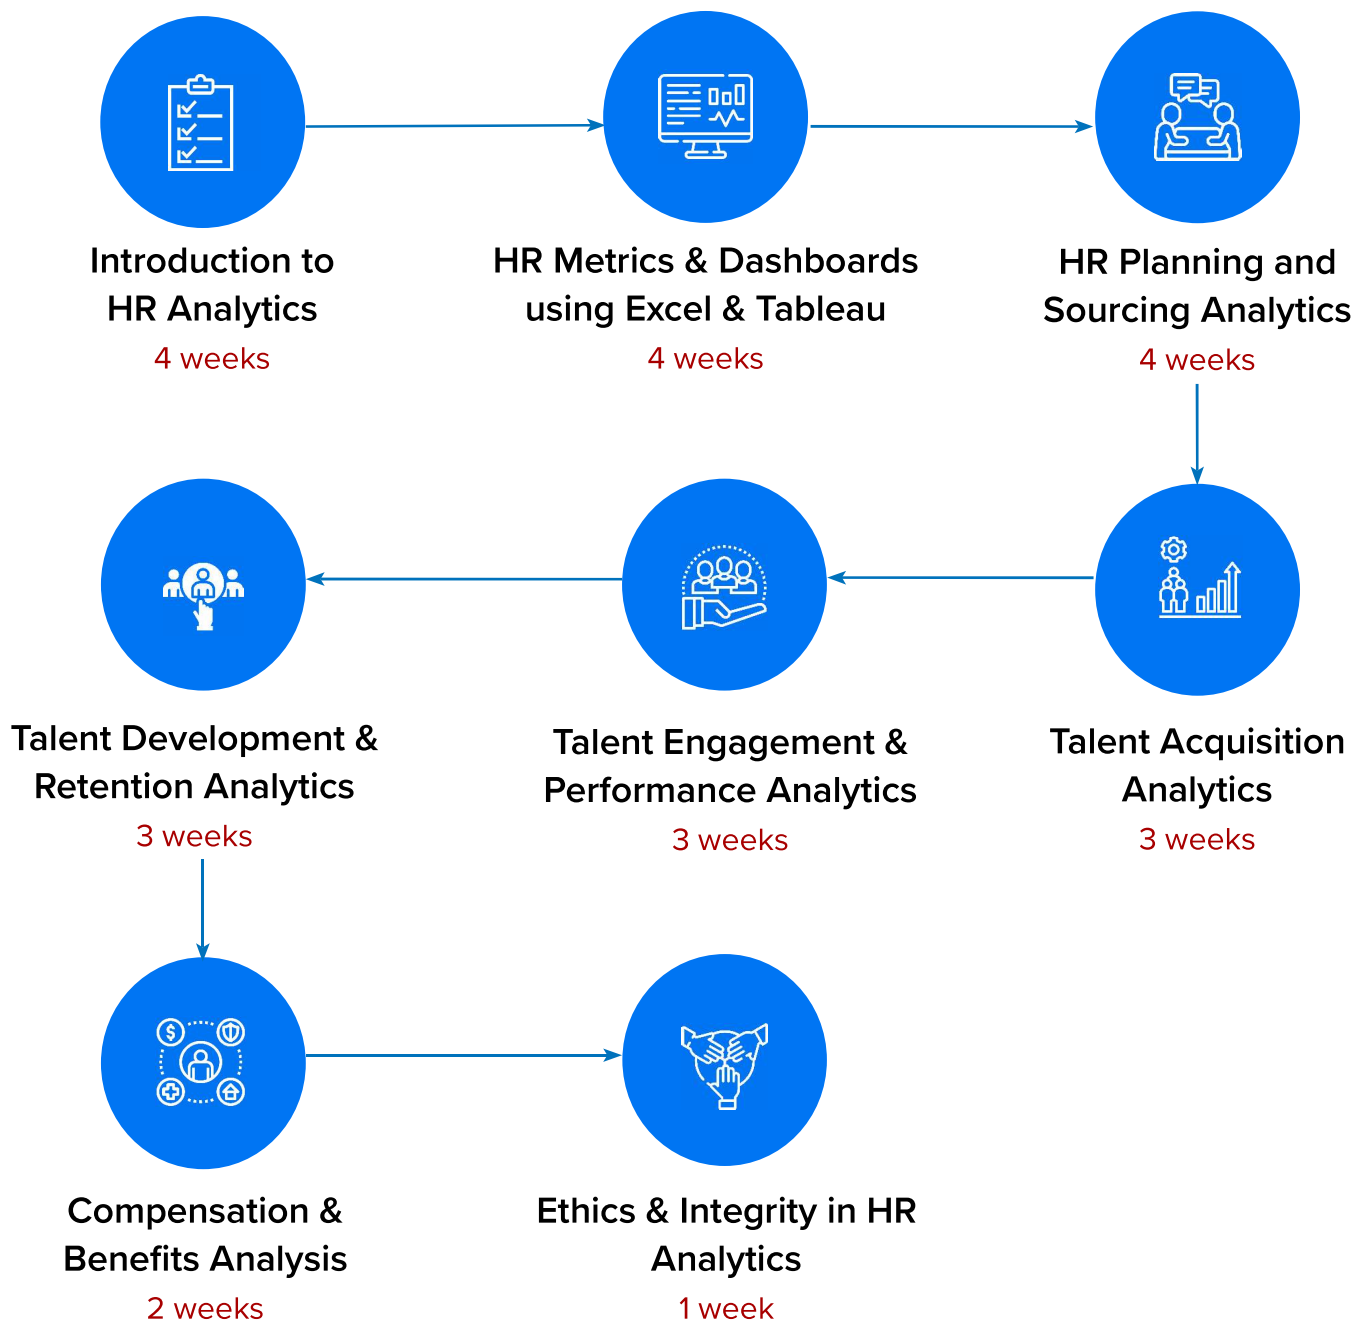 Introduction to
HR Analytics
4 weeks
HR Metrics & Dashboards
using Excel & Tableau
4 weeks
HR Planning and
Sourcing Analytics
4 weeks
Talent Acquisition
Analytics
3 weeks
Talent Engagement &
Performance Analytics
3 weeks
Talent Development &
Retention Analytics
3 weeks
Compensation &
Benefits Analysis
2 weeks
Ethics & Integrity in HR
Analytics
1 week